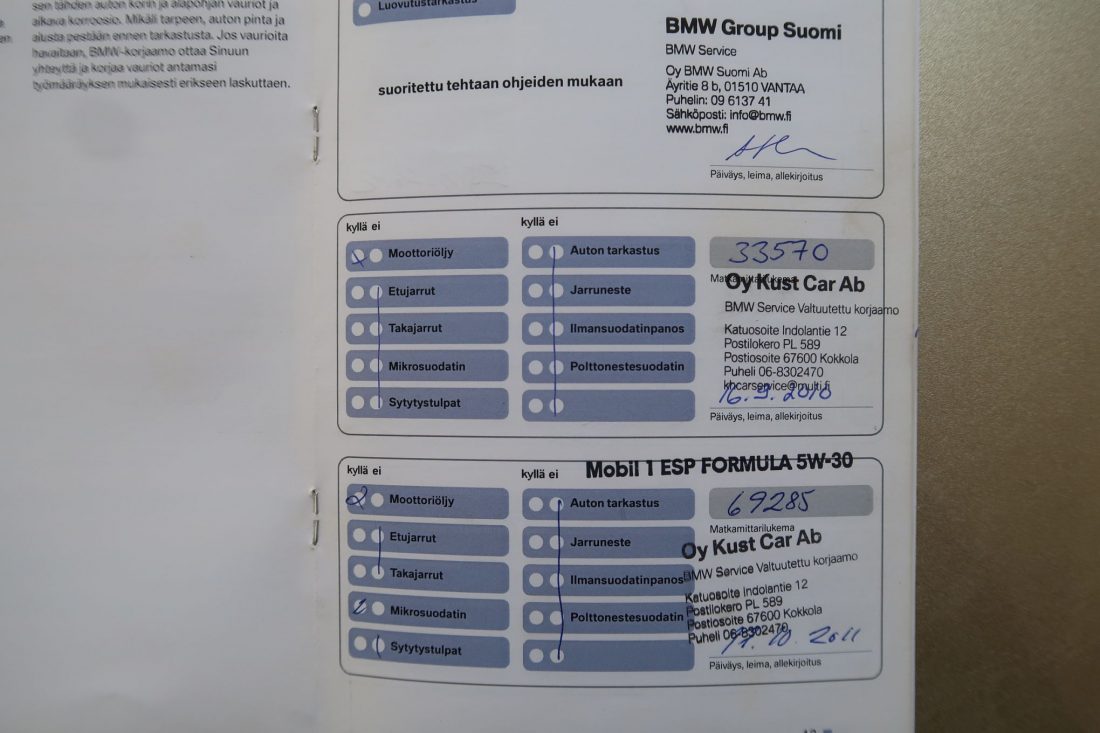 sen tähden auton korin ja alapohjan vauriot ja
alkava korroosio. Mikäli tarpeen, auton pinta ja
alusta pestään ennen tarkastusta. Jos vaurioita
havaitaan, BMW-korjaamo ottaa Sinuun
yhteyttä ja korjaa vauriot antamasi
työmääräyksen mukaisesti erikseen laskuttaen.
Luovutustarkastus
suoritettu tehtaan ohjeiden mukaan
BMW Group Suomi
BMW Service
Oy BMW Suomi Ab
Äyritie 8 b, 01510 VANTAA
Puhelin: 09 6137 41
Sähköposti: info@bmw.fi
www.bmw.fi
Päiväys, leima, allekirjoitus
kyllä ei
Moottoriöljy
Etujarrut
Takajarrut
Mikrosuodatin
Sytytystulpat
kyllä ei
Auton tarkastus
Jarruneste
Ilmansuodatinpanos
Polttonestesuodatin
33570
Matkamittarilukema
Oy Kust Car Ab
BMW Service Valtuutettu korjaamo
Katuosoite Indolantie 12
Postilokero PL 589
Postiosoite 67600 Kokkola
Puheli 06-8302470
kbcarservice@multi.fi
16.9.2010
Päiväys, leima, allekirjoitus
Mobil 1 ESP FORMULA 5W-30
kyllä ei
Moottoriöljy
Etujarrut
Takajarrut
Mikrosuodatin
Sytytystulpat
kyllä ei
Auton tarkastus
Jarruneste
Ilmansuodatinpanos
Polttonestesuodatin
69285
Matkamittarilukema
Oy Kust Car Ab
BMW Service Valtuutettu korjaamo
Katuosoite Indolantie 12
Postilokero PL 589
Postiosoite 67600 Kokkola
Puheli 06-8302470
2011
Päiväys, leima, allekirjoitus